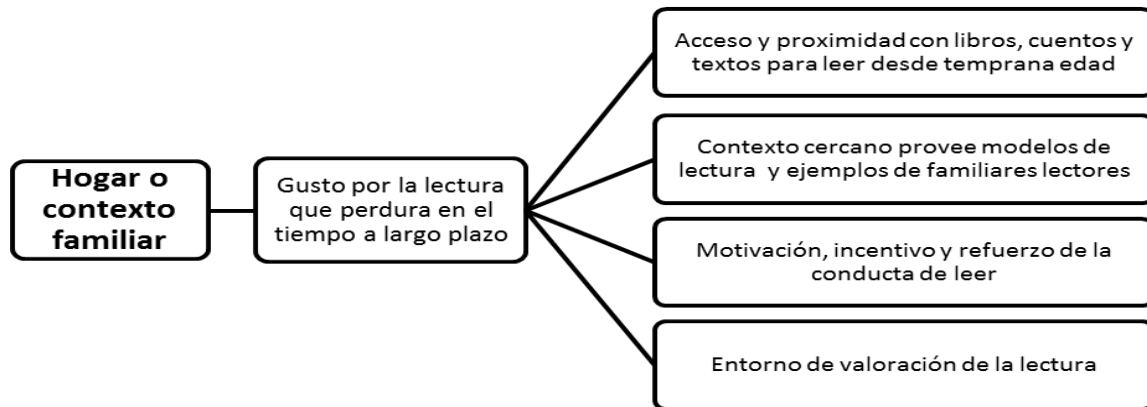 Hogar o
contexto
familiar
Gusto por la lectura
que perdura en el
tiempo a largo plazo
Acceso y proximidad con libros, cuentos y
textos para leer desde temprana edad
Contexto cercano provee modelos de
lectura y ejemplos de familiares lectores
Motivación, incentivo y refuerzo de la
conducta de leer
Entorno de valoración de la lectura